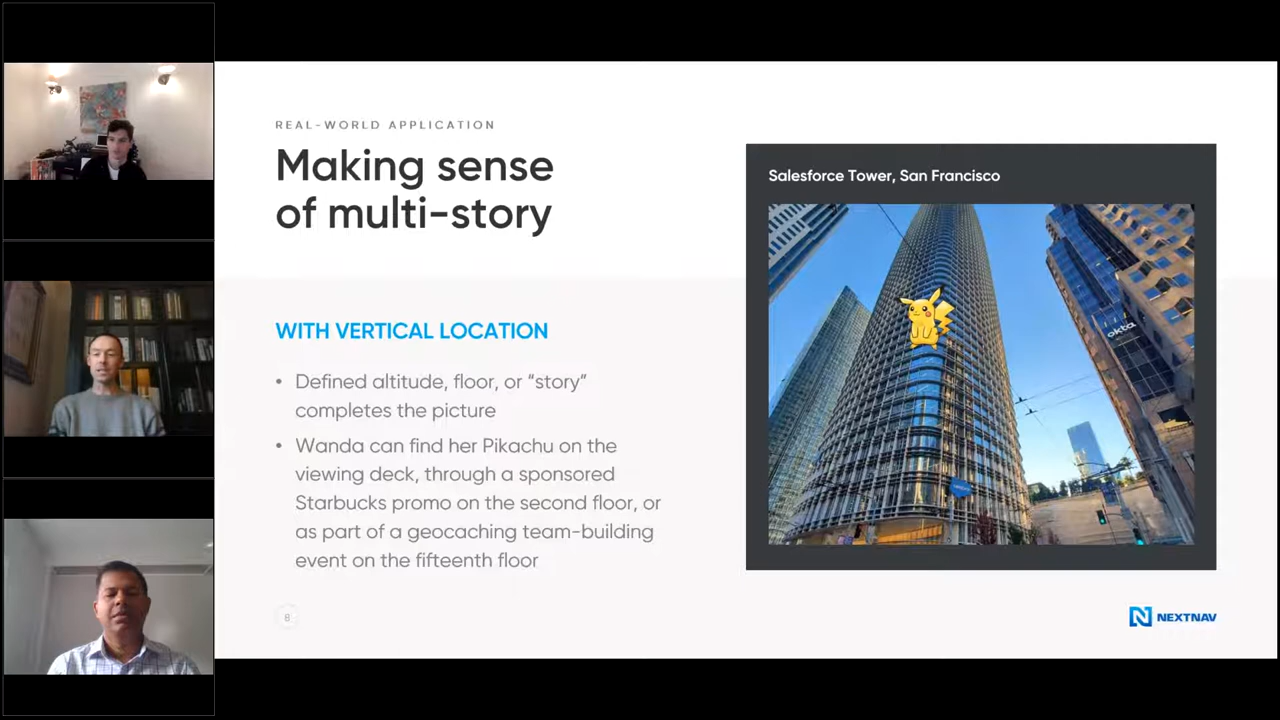 REAL-WORLD APPLICATION
Making sense
of multi-story
WITH VERTICAL LOCATION
• Defined altitude, floor, or “story”
completes the picture
• Wanda can find her Pikachu on the
viewing deck, through a sponsored
Starbucks promo on the second floor, or
as part of a geocaching team-building
event on the fifteenth floor
8
Salesforce Tower, San Francisco
okta
NEXTNAV